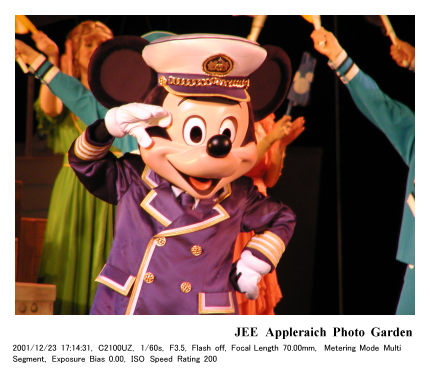 JEE Appleraich Photo Garden
2001/12/23 17:14:31, C2100UZ, 1/60s, F3.5, Flash off, Focal Length 70.00mm, Metering Mode Multi
Segment, Exposure Bias 0.00, ISO Speed Rating 200